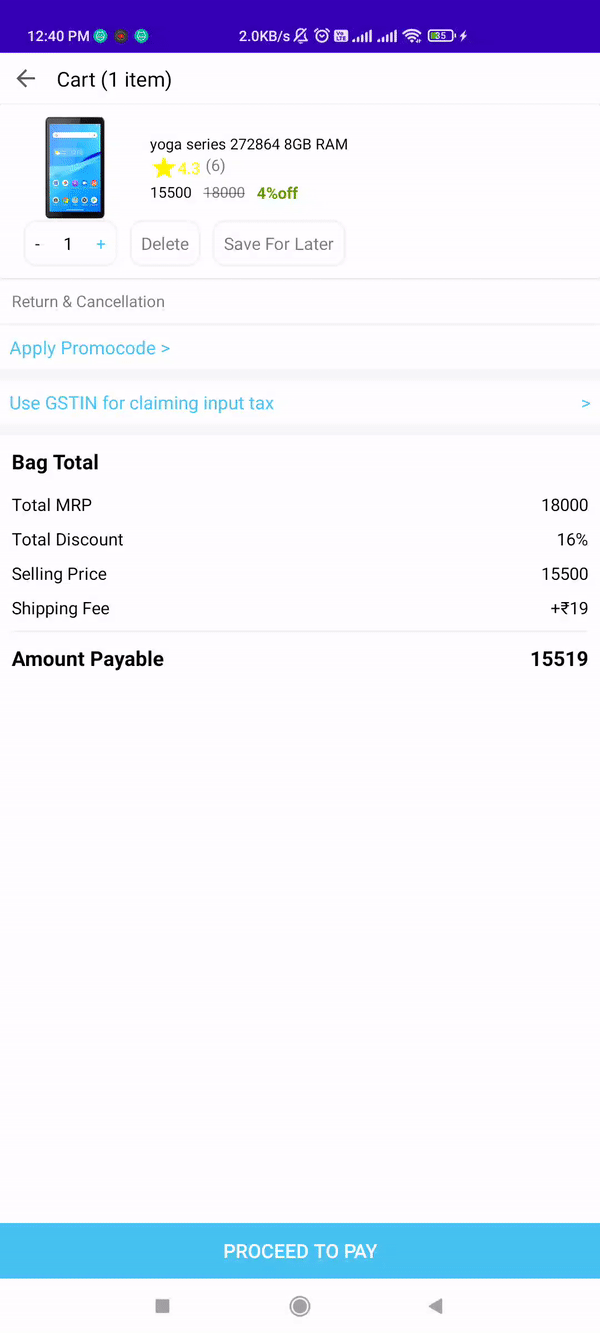 12:40 PM 2.0KB/s 35
Cart (1 item)
yoga series 272864 8GB RAM
4.3 (6)
15500 18000 4%off
- 1 + Delete Save For Later
Return & Cancellation
Apply Promocode >
Use GSTIN for claiming input tax >
Bag Total
Total MRP 18000
Total Discount 16%
Selling Price 15500
Shipping Fee +₹19
Amount Payable 15519
PROCEED TO PAY